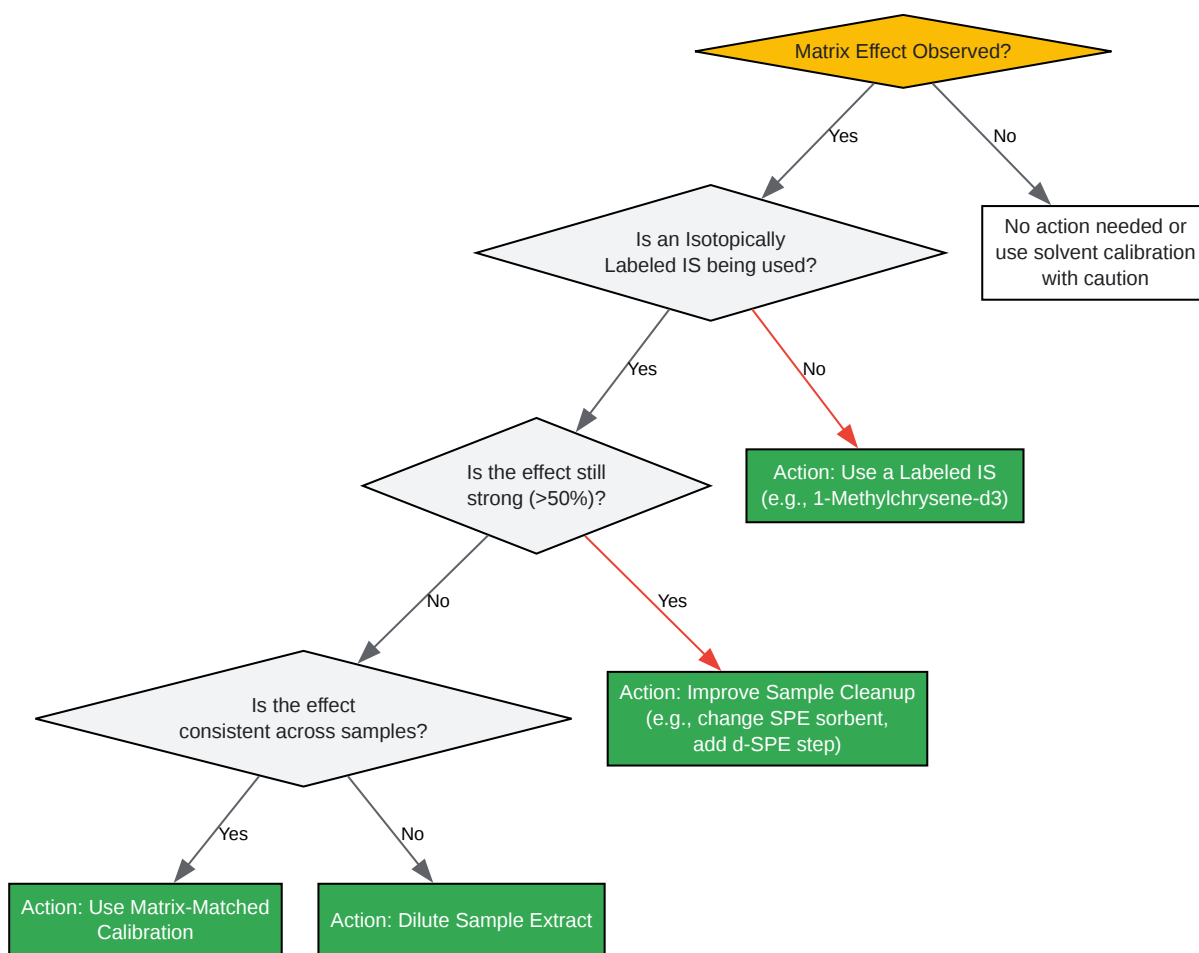 Matrix Effect Observed?
Yes
No
Is an Isotopically
Labeled IS being used?
No action needed or
use solvent calibration
with caution
Yes
No
Is the effect still
strong (>50%)?
Action: Use a Labeled IS
(e.g., 1-Methylchrysene-d3)
No
Yes
Is the effect
consistent across samples?
Action: Improve Sample Cleanup
(e.g., change SPE sorbent,
add d-SPE step)
Yes
No
Action: Use Matrix-Matched
Calibration
Action: Dilute Sample Extract